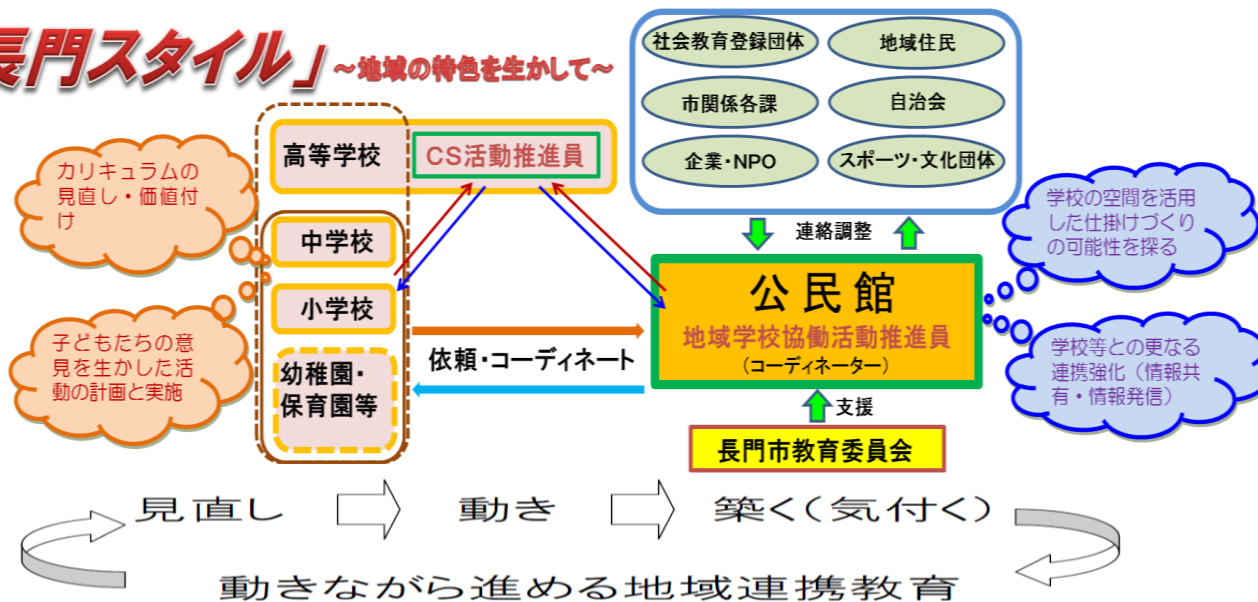 長門スタイル」 ~地域の特色を生かして~
社会教育登録団体
地域住民
市関係各課
自治会
企業・NPO
スポーツ・文化団体
高等学校
CS活動推進員
中学校
小学校
幼稚園・
保育園等
カリキュラムの
見直し・価値付
け
子どもたちの意
見を生かした活
動の計画と実施
連絡調整
公民館
地域学校協働活動推進員
(コーディネーター)
依頼・コーディネート
支援
長門市教育委員会
学校の空間を活用
した仕掛けづくり
の可能性を探る
学校等との更なる
連携強化（情報共
有・情報発信）
見直し
動き
築く(気付く)
動きながら進める地域連携教育